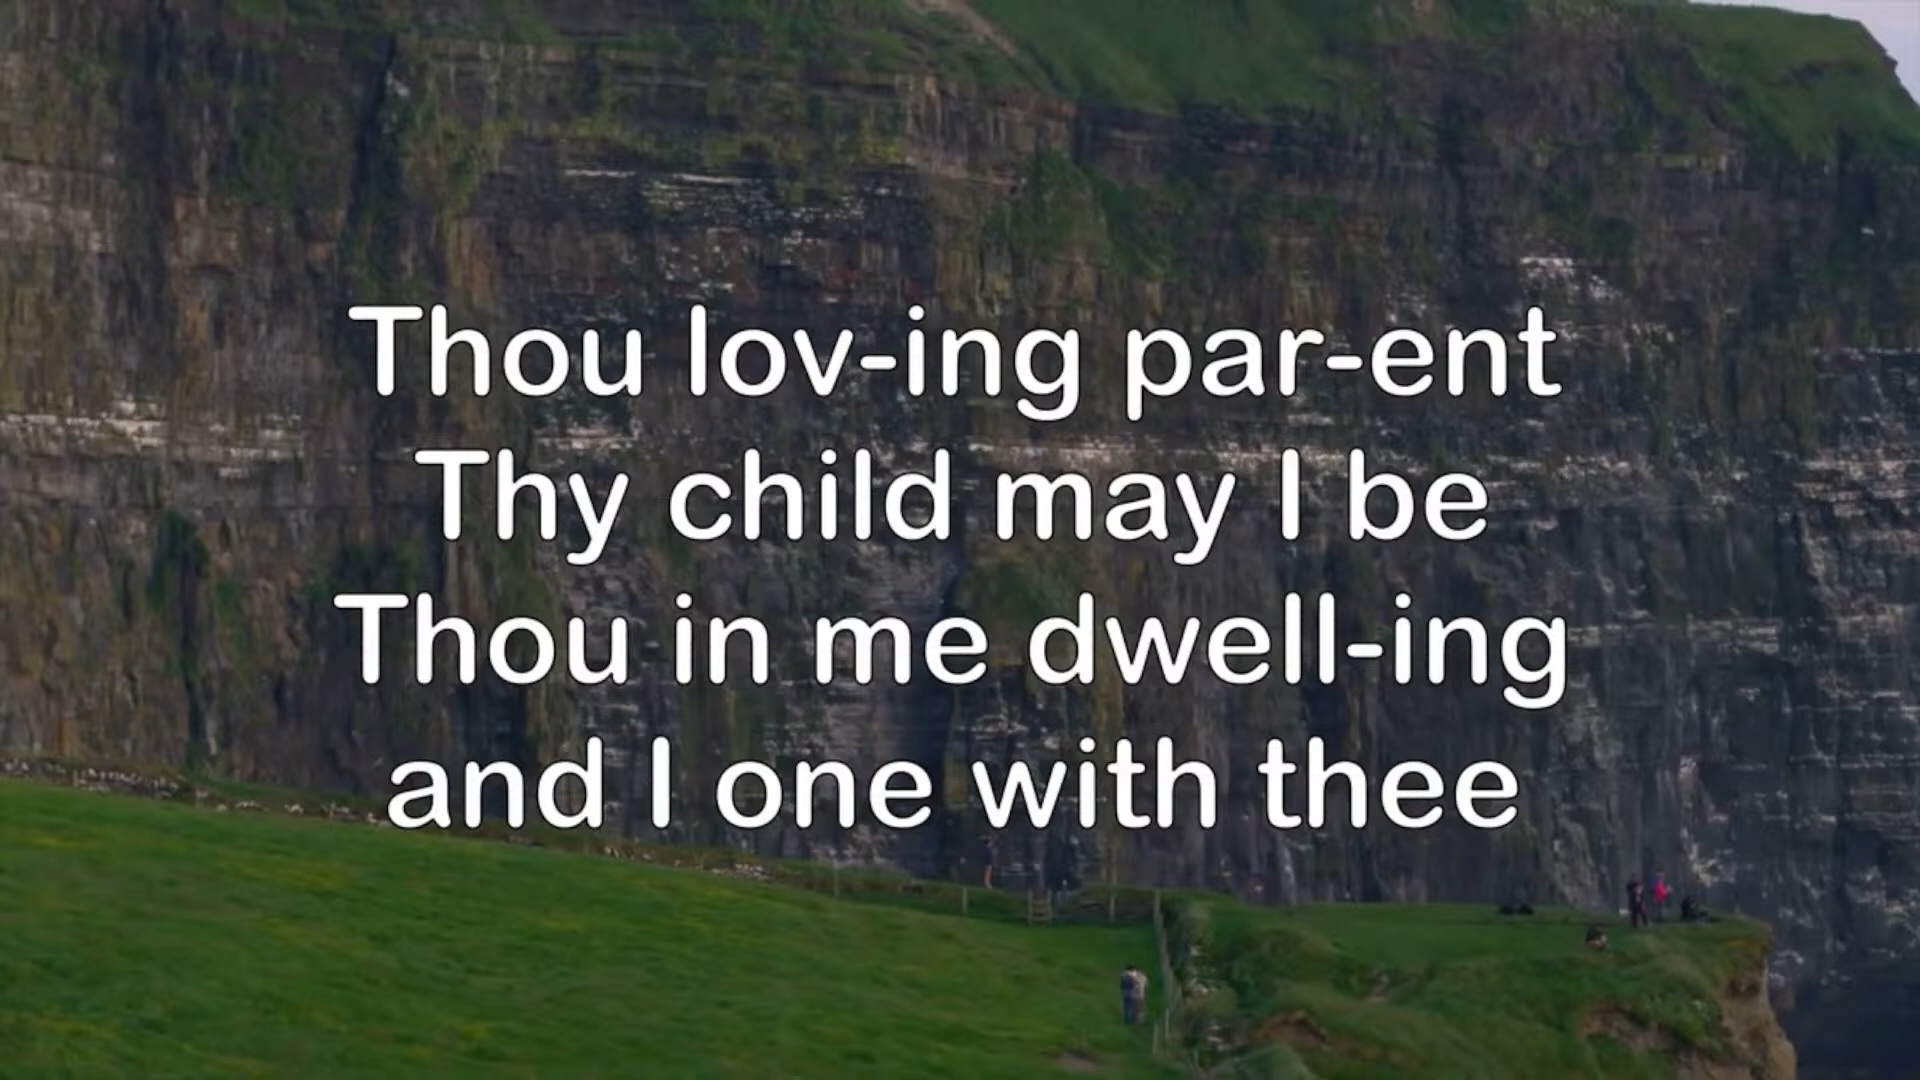 Thou lov-ing par-ent
Thy child may I be
Thou in me dwell-ing
and I one with thee